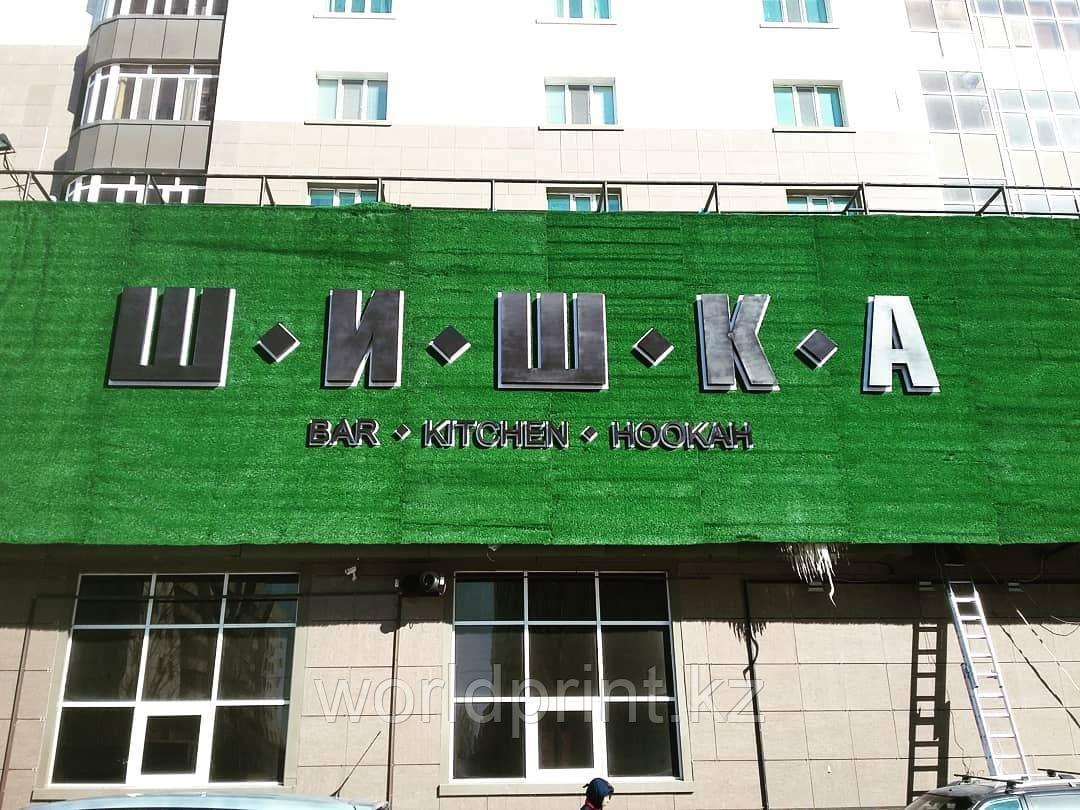 Ш·И·Ш·К·А
BAR · KITCHEN · HOOKAH
worldprint.kz